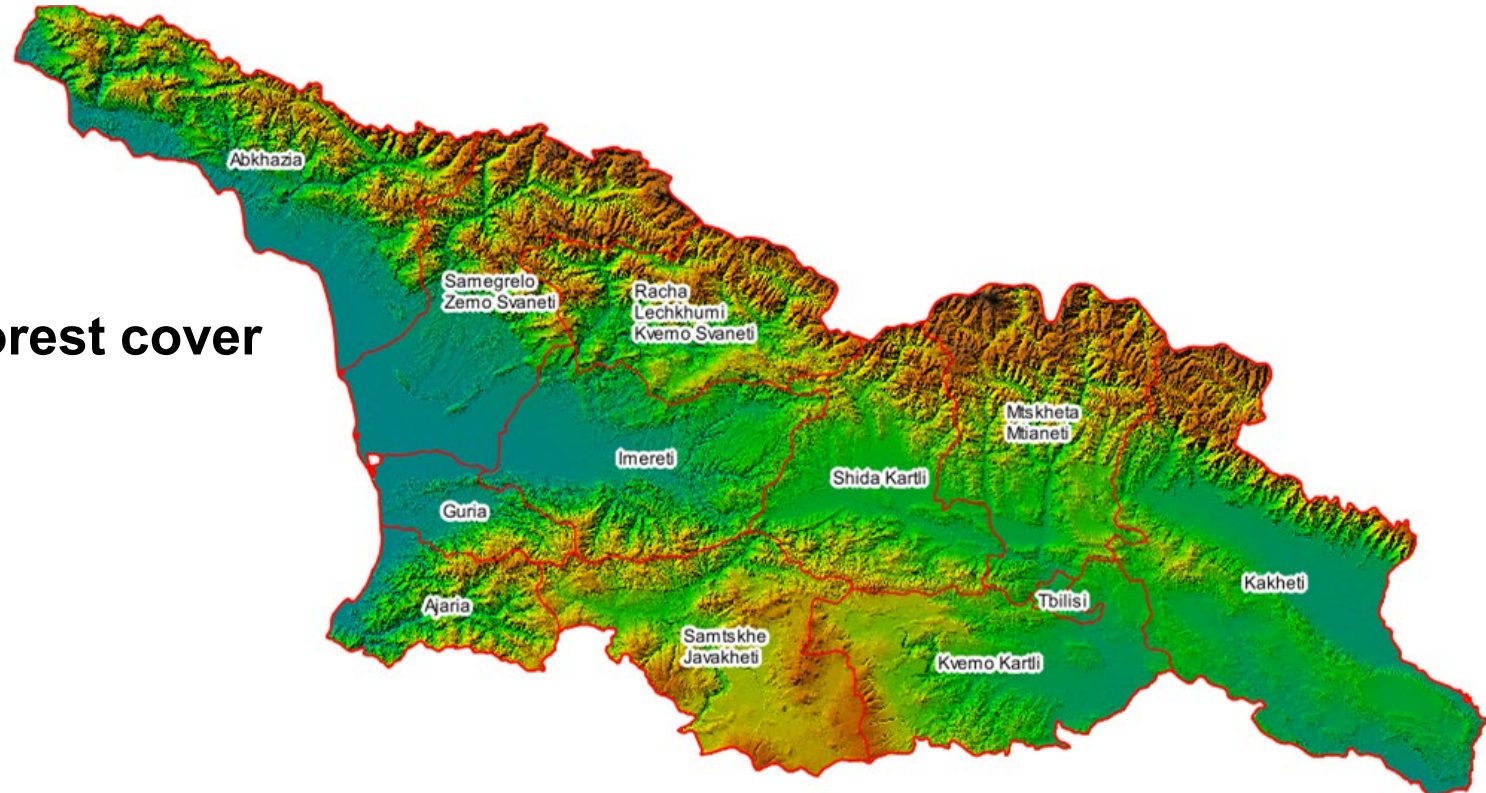 Abkhazia
Samegrelo
Zemo Svaneti
Racha
Lechkhumi
Kvemo Svaneti
orest cover
Mtskheta
Mtianeti
Imereti
Shida Kartli
Guria
Kakheti
Ajaria
Tbilisi
Samtskhe
Javakheti
Kvemo Kartli